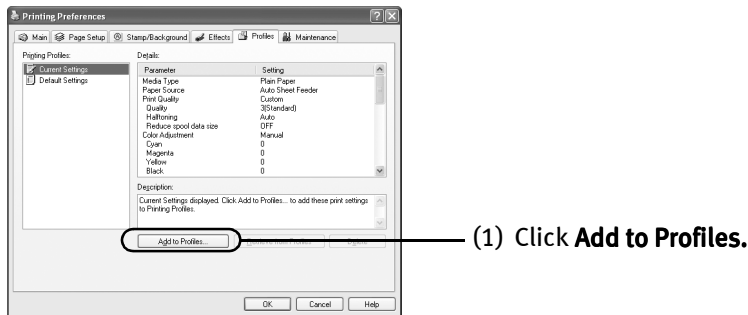 Printing Preferences
Main Page Setup Stamp/Background Effects Profiles Maintenance
Printing Profiles:
Current Settings
Default Settings
Details:
Parameter Setting
Media Type Plain Paper
Paper Source Auto Sheet Feeder
Print Quality Custom
Quality 3(Standard)
Halftoning Auto
Reduce spool data size OFF
Color Adjustment Manual
Cyan 0
Magenta 0
Yellow 0
Black 0
Description:
Current Settings displayed. Click Add to Profiles... to add these print settings
to Printing Profiles.
Add to Profiles...
(1) Click Add to Profiles.
OK Cancel Help